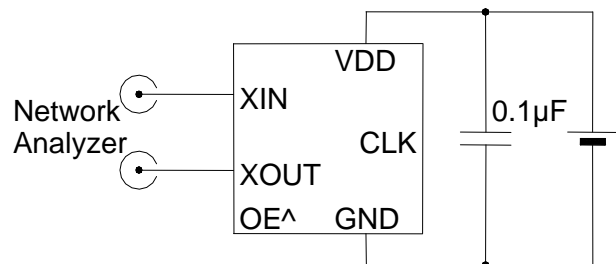 VDD
XIN
Network
Analyzer
0.1µF
CLK
XOUT
OE^ GND